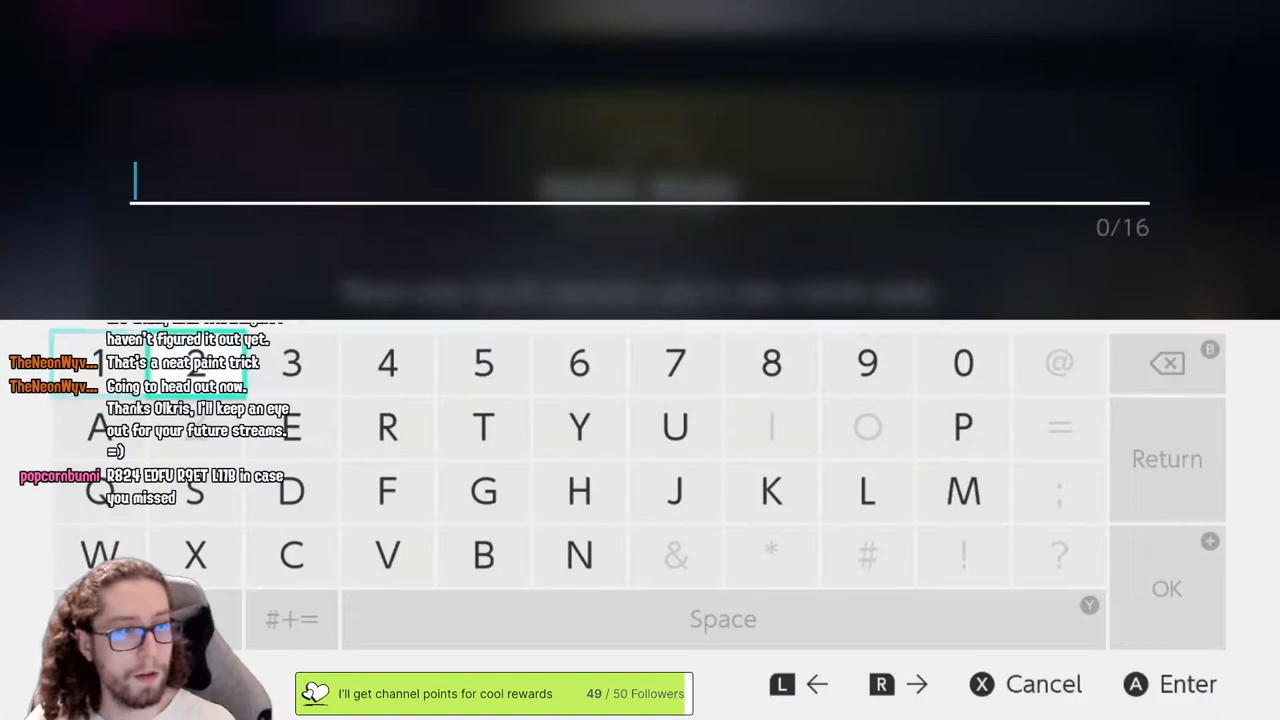 0/16
haven't figured it out yet.
TheNeonWyv... That's a neat paint trick
TheNeonWyv... Going to head out now.
Thanks Olkris, I'll keep an eye
out for your future streams.
=)
popcornbunni R824 EDFU R9ET L11B in case
you missed
1 2 3 4 5 6 7 8 9 0 @
A Z E R T Y U I O P = Return
Q S D F G H J K L M ;
W X C V B N & * # ! ? OK
#+= Space
B
+
Y
I'll get channel points for cool rewards 49 / 50 Followers
L ← R → X Cancel A Enter